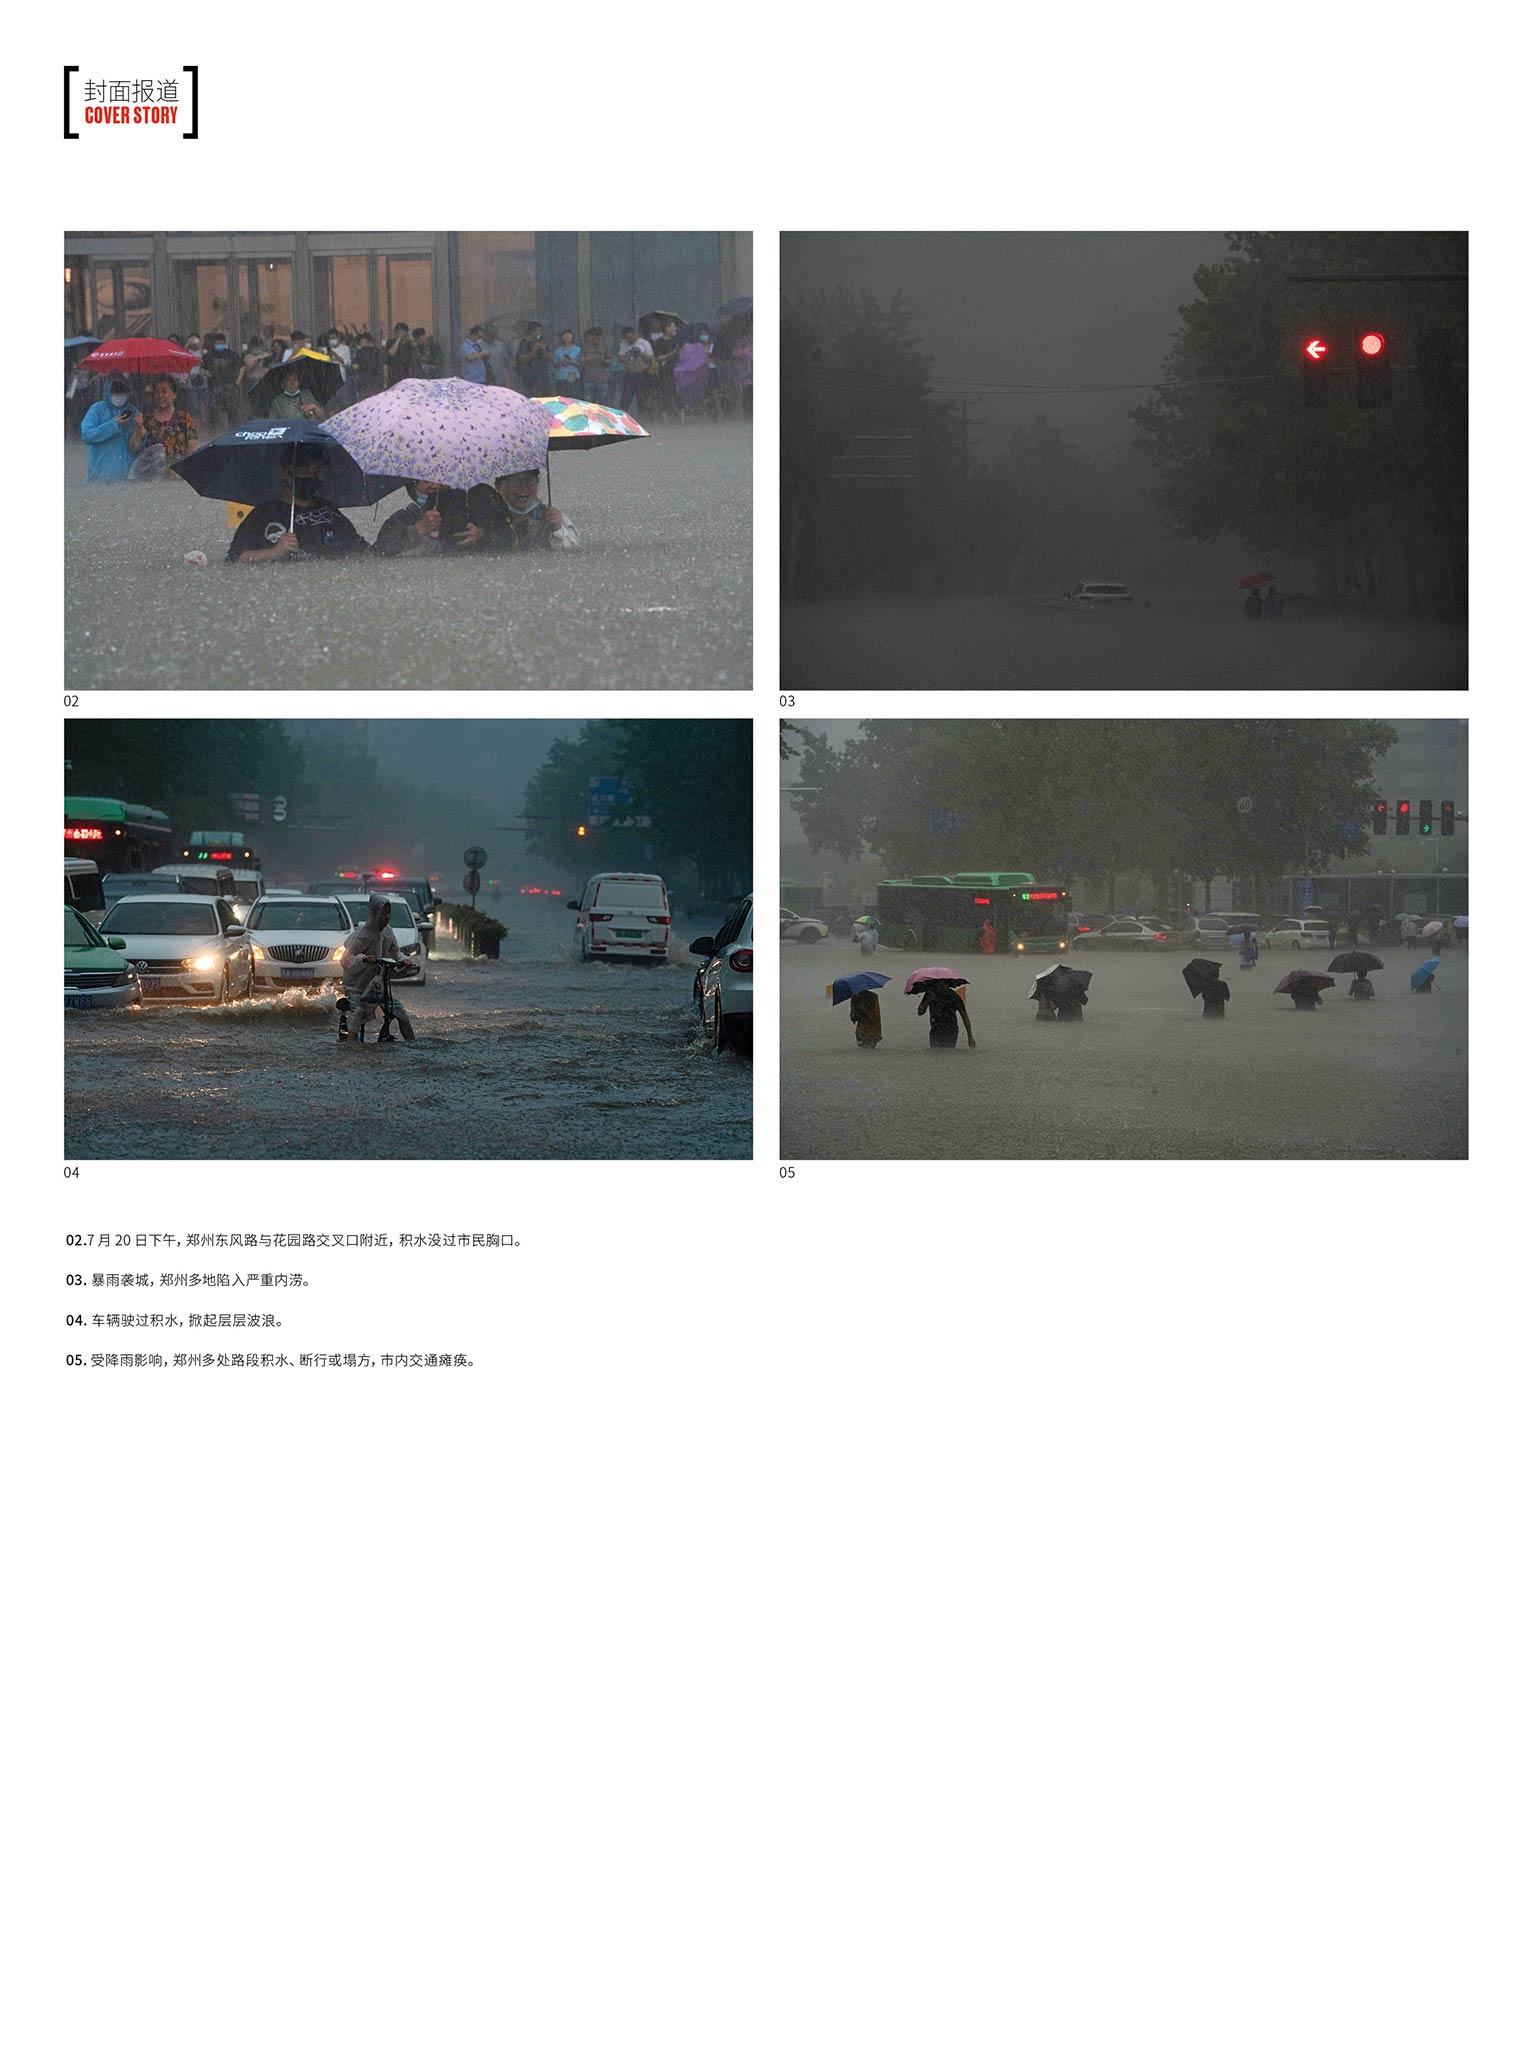 封面报道
COVER STORY
02
03
04
05
02.7 月 20 日下午，郑州东风路与花园路交叉口附近，积水没过市民胸口。
03. 暴雨袭城，郑州多地陷入严重内涝。
04. 车辆驶过积水，掀起层层波浪。
05. 受降雨影响，郑州多处路段积水、断行或塌方，市内交通瘫痪。